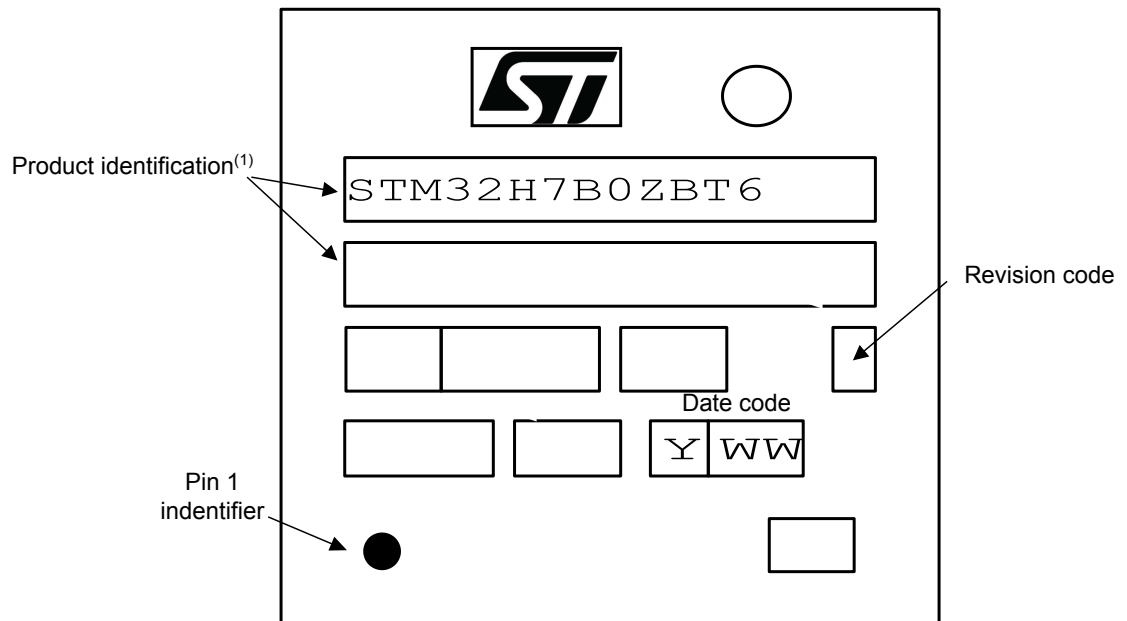 ST
Product identification(1)
STM32H7B0ZBT6
Revision code
Date code
Y WW
Pin 1
indentifier